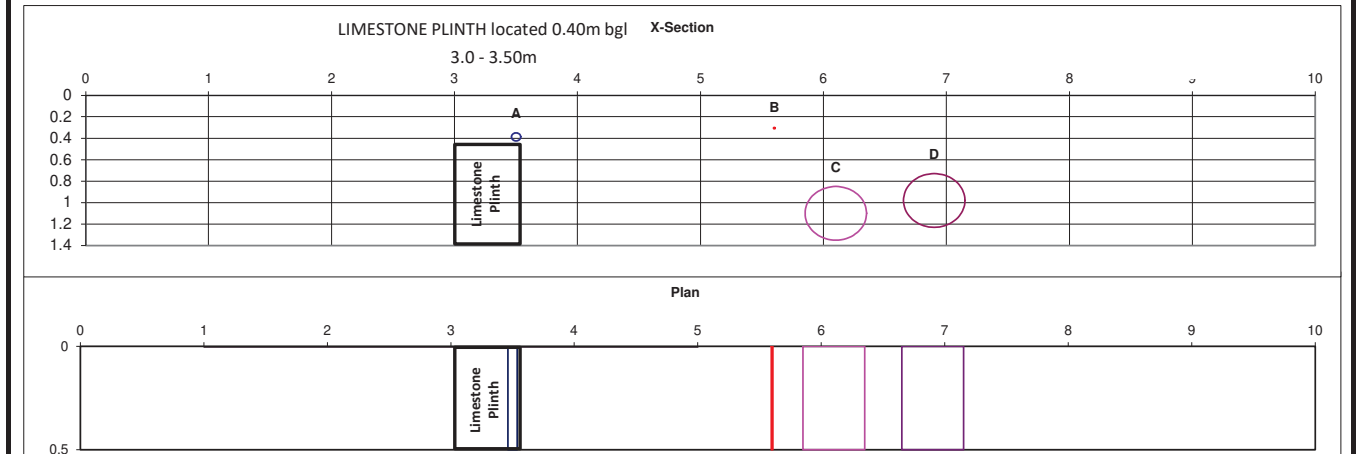 LIMESTONE PLINTH located 0.40m bgl X-Section
3.0 - 3.50m
0 1 2 3 4 5 6 7 8 10
0
0.2
0.4
0.6
0.8
1
1.2
1.4
A
B
C
D
Limestone
Plinth
Plan
0 1 2 3 4 5 6 7 8 9 10
0
0.5
Limestone
Plinth